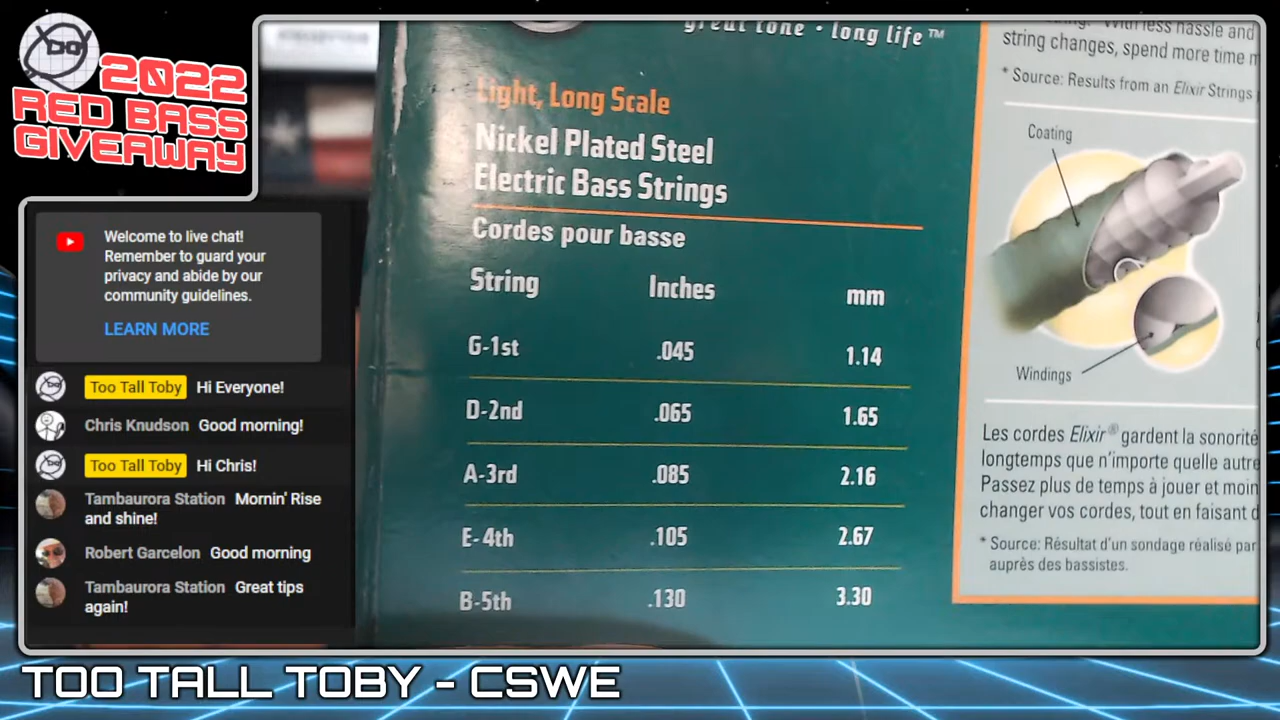 DO
2022
RED BASS
GIVEAWAY
Welcome to live chat!
Remember to guard your
privacy and abide by our
community guidelines.
LEARN MORE
Too Tall Toby Hi Everyone!
Chris Knudson Good morning!
Too Tall Toby Hi Chris!
Tambaurora Station Mornin' Rise
and shine!
Robert Garcelon Good morning
Tambaurora Station Great tips
again!
great tone • long life™
Light, Long Scale
Nickel Plated Steel
Electric Bass Strings
Cordes pour basse
String Inches mm
G-1st .045 1.14
D-2nd .065 1.65
A-3rd .085 2.16
E-4th .105 2.67
B-5th .130 3.30
With less hassle and
string changes, spend more time
* Source: Results from an Elixir Strings
Coating
Windings
Les cordes Elixir® gardent la sonorité
longtemps que n'importe quelle autre
Passez plus de temps à jouer et moin
changer vos cordes, tout en faisant d
* Source: Résultat d'un sondage réalisé par
auprès des bassistes.
TOO TALL TOBY - CSWE